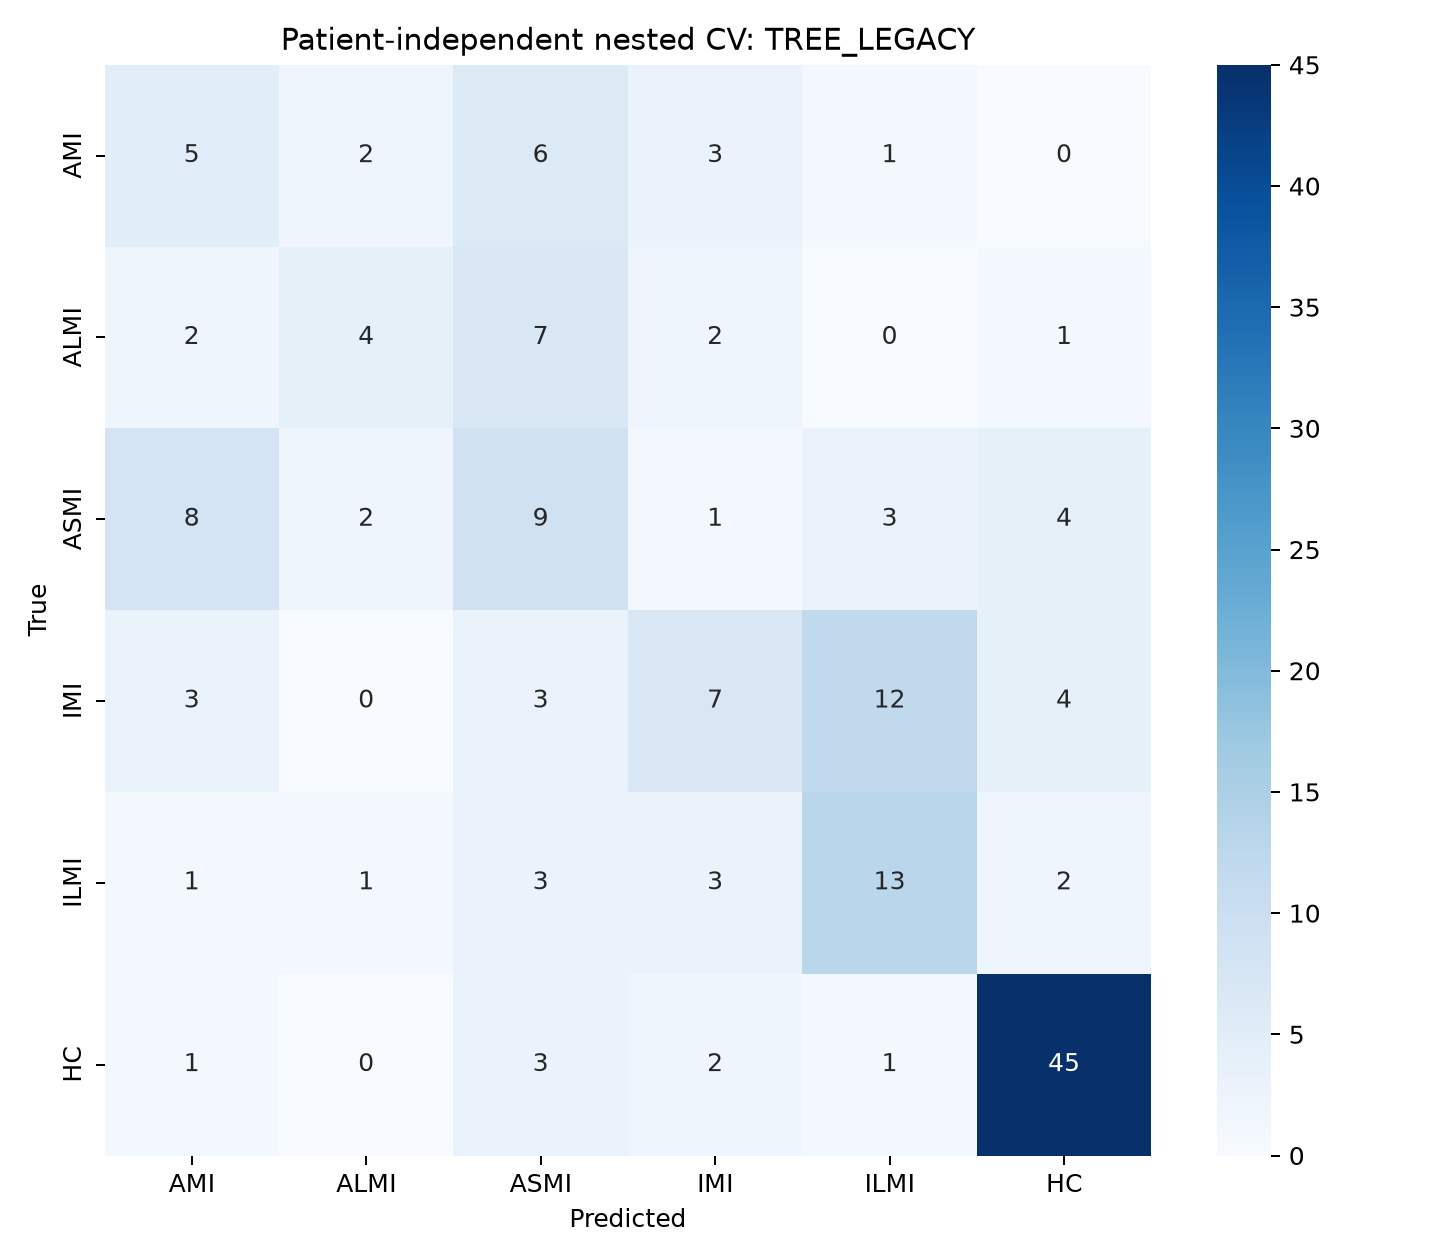 Patient-independent nested CV: TREE_LEGACY
True
AMI 5 2 6 3 1 0
ALMI 2 4 7 2 0 1
ASMI 8 2 9 1 3 4
IMI 3 0 3 7 12 4
ILMI 1 1 3 3 13 2
HC 1 0 3 2 1 45
AMI ALMI ASMI IMI ILMI HC
Predicted
45
40
35
30
25
20
15
10
5
0